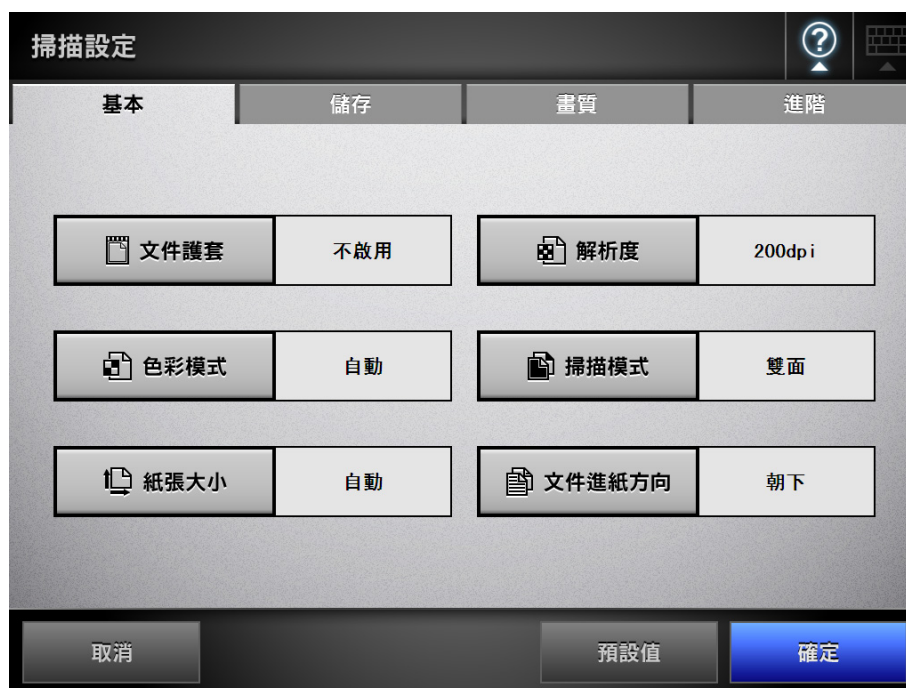 掃描設定
基本
儲存
畫質
進階
文件護套 不啟用
解析度 200dpi
色彩模式 自動
掃描模式 雙面
紙張大小 自動
文件進紙方向 朝下
取消
預設值
確定